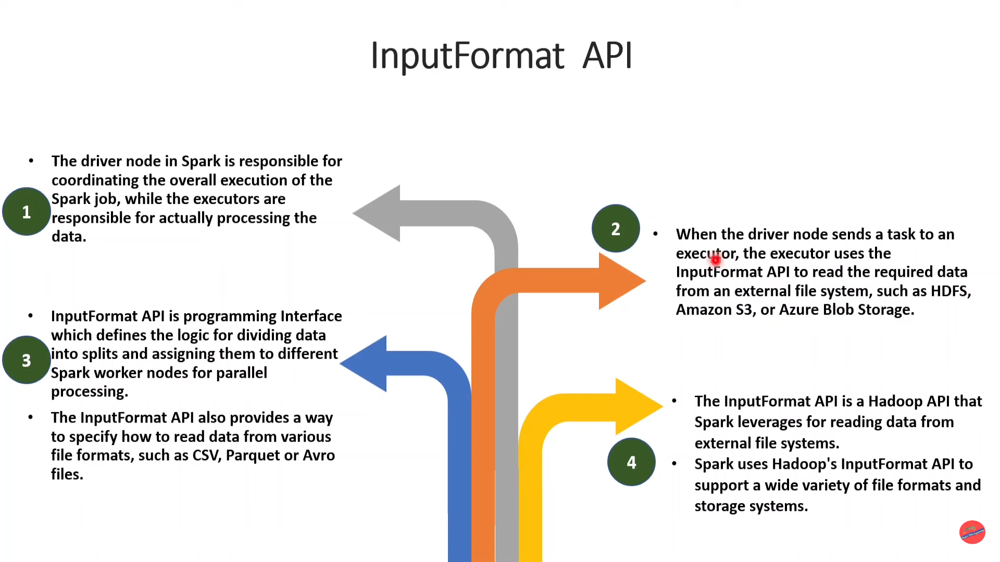 InputFormat API
• The driver node in Spark is responsible for
coordinating the overall execution of the
Spark job, while the executors are
responsible for actually processing the
data.
1
2
• When the driver node sends a task to an
executor, the executor uses the
InputFormat API to read the required data
from an external file system, such as HDFS,
Amazon S3, or Azure Blob Storage.
• InputFormat API is programming Interface
which defines the logic for dividing data
into splits and assigning them to different
Spark worker nodes for parallel
processing.
3
• The InputFormat API also provides a way
to specify how to read data from various
file formats, such as CSV, Parquet or Avro
files.
• The InputFormat API is a Hadoop API that
Spark leverages for reading data from
external file systems.
4
• Spark uses Hadoop's InputFormat API to
support a wide variety of file formats and
storage systems.